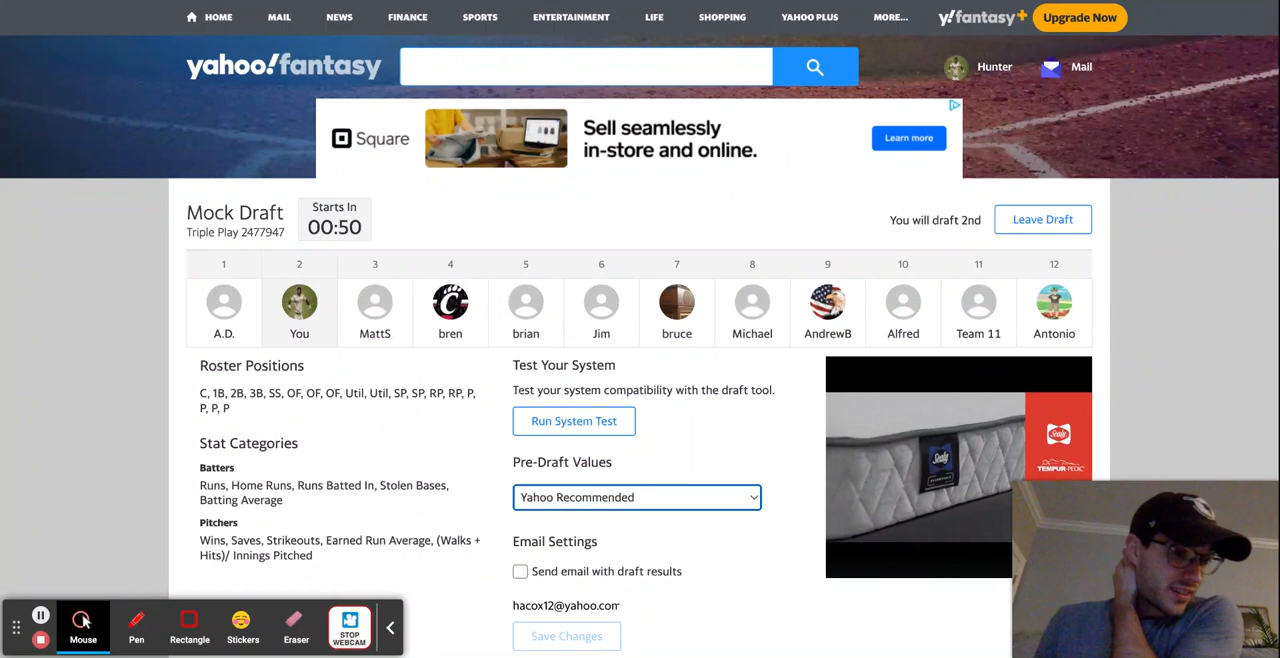 HOME MAIL NEWS FINANCE SPORTS ENTERTAINMENT LIFE SHOPPING YAHOO PLUS MORE... y!fantasy+ Upgrade Now
yahoo!fantasy Hunter Mail
Square Sell seamlessly in-store and online. Learn more
Mock Draft
Triple Play 2477947
Starts In
00:50
You will draft 2nd Leave Draft
1 2 3 4 5 6 7 8 9 10 11 12
A.D. You MattS bren brian Jim bruce Michael AndrewB Alfred Team 11 Antonio
Roster Positions
C, 1B, 2B, 3B, SS, OF, OF, OF, Util, Util, SP, SP, RP, RP, P,
P, P, P
Stat Categories
Batters
Runs, Home Runs, Runs Batted In, Stolen Bases,
Batting Average
Pitchers
Wins, Saves, Strikeouts, Earned Run Average, (Walks +
Hits)/ Innings Pitched
Test Your System
Test your system compatibility with the draft tool.
Run System Test
Pre-Draft Values
Yahoo Recommended
Email Settings
Send email with draft results
hacox12@yahoo.com
Save Changes
Sealy
Sealy
TEMPUR-PEDIC
Mouse Pen Rectangle Stickers Eraser STOP WEBCAM